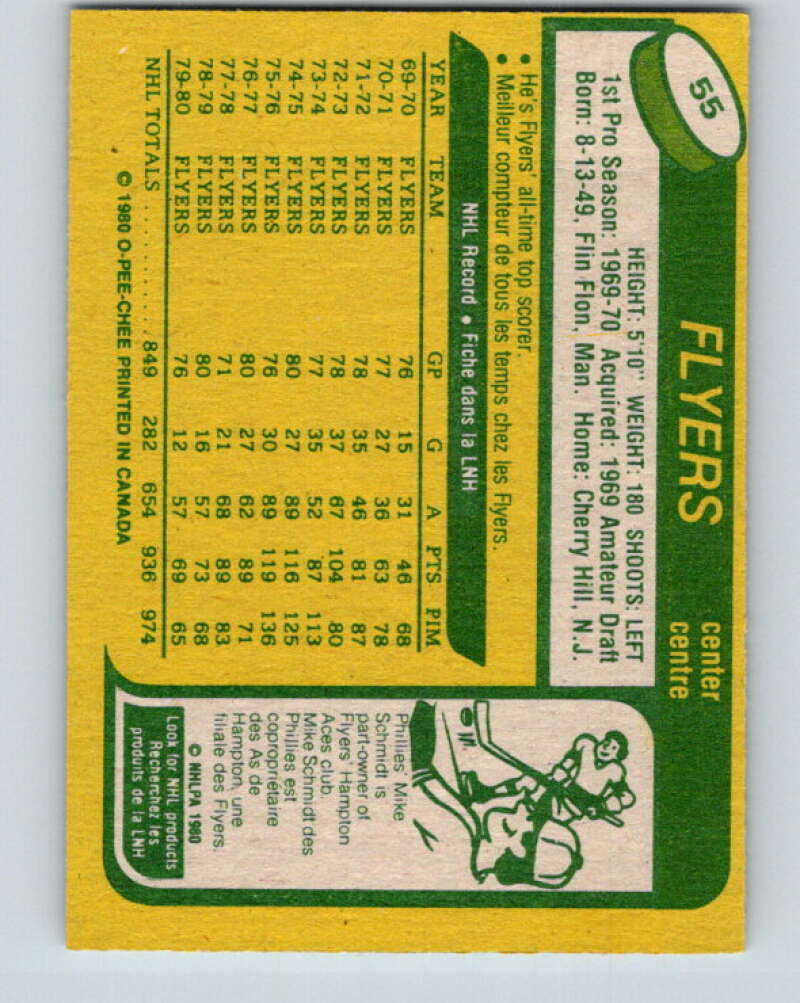 55
FLYERS
center
centre
HEIGHT: 5'10" WEIGHT: 180 SHOOTS: LEFT
1st Pro Season: 1969-70 Acquired: 1969 Amateur Draft
Born: 8-13-49, Flin Flon, Man. Home: Cherry Hill, N.J.
• He's Flyers' all-time top scorer.
• Meilleur compteur de tous les temps chez les Flyers.
NHL Record • Fiche dans la LNH
YEAR TEAM GP G A PTS PIM
69-70 FLYERS 76 15 31 46 68
70-71 FLYERS 77 27 36 63 78
71-72 FLYERS 78 35 46 81 87
72-73 FLYERS 78 37 67 104 80
73-74 FLYERS 77 35 52 87 113
74-75 FLYERS 80 27 89 116 125
75-76 FLYERS 76 30 89 119 136
76-77 FLYERS 80 27 62 89 71
77-78 FLYERS 71 21 68 89 83
78-79 FLYERS 80 16 57 73 68
79-80 FLYERS 76 12 57 69 65
NHL TOTALS .......... 849 282 654 936 974
© 1980 O-PEE-CHEE PRINTED IN CANADA
Phillies' Mike
Schmidt is
part-owner of
Flyers' Hampton
Aces club.
Mike Schmidt des
Phillies est
copropriétaire
des As de
Hampton, une
filiale des Flyers.
© NHLPA 1980
Look for NHL products
Recherchez les
produits de la LNH